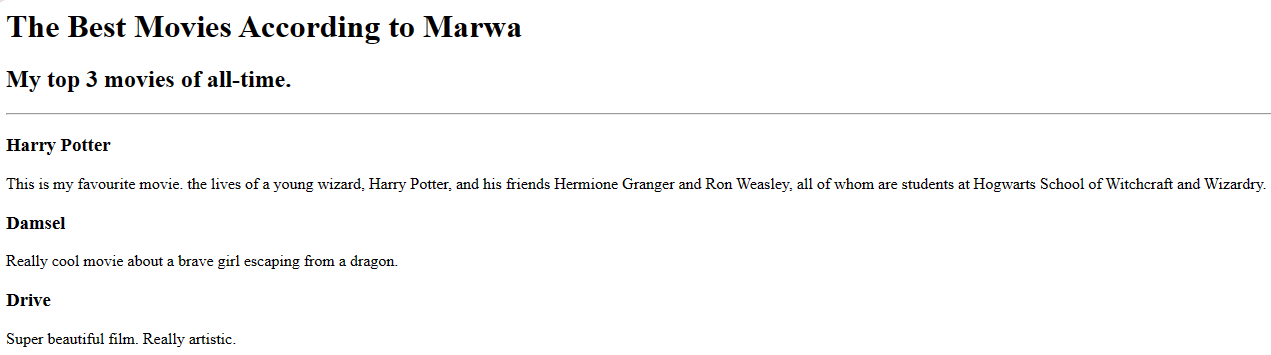 The Best Movies According to Marwa
My top 3 movies of all-time.
Harry Potter
This is my favourite movie. the lives of a young wizard, Harry Potter, and his friends Hermione Granger and Ron Weasley, all of whom are students at Hogwarts School of Witchcraft and Wizardry.
Damsel
Really cool movie about a brave girl escaping from a dragon.
Drive
Super beautiful film. Really artistic.